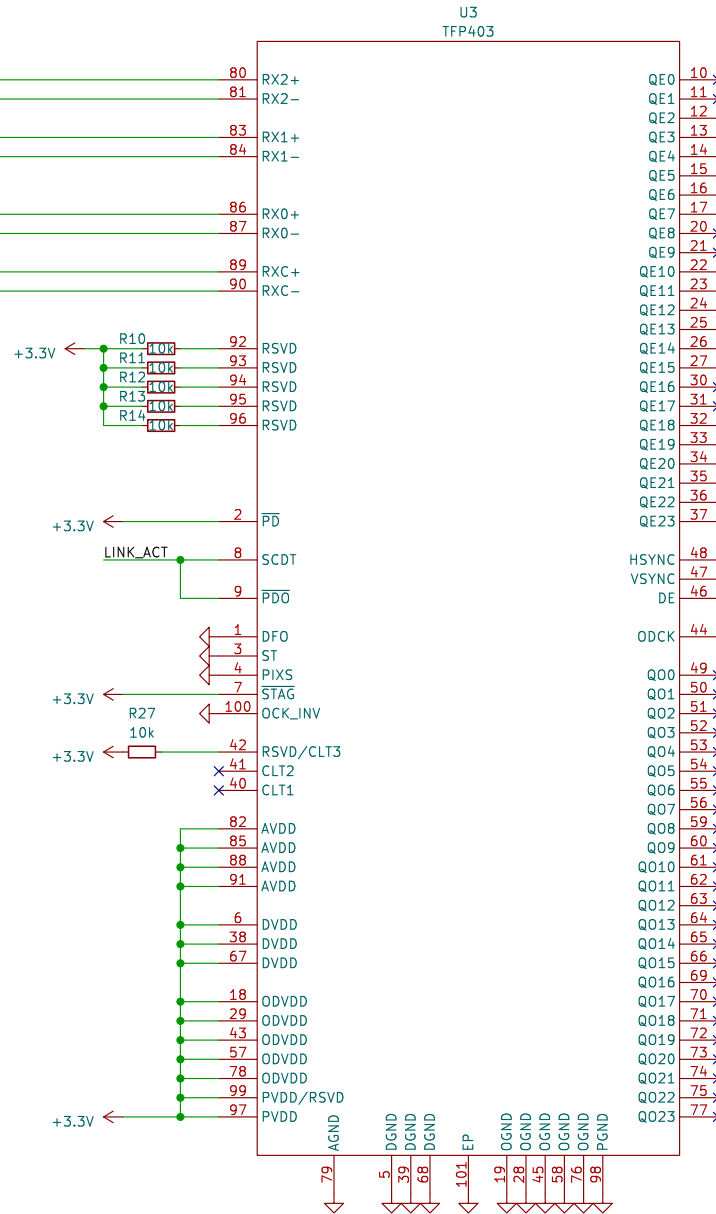 U3
TFP403
80 RX2+ QE0 10
81 RX2- QE1 11
QE2 12
83 RX1+ QE3 13
84 RX1- QE4 14
QE5 15
QE6 16
86 RX0+ QE7 17
87 RX0- QE8 20
QE9 21
89 RXC+ QE10 22
90 RXC- QE11 23
QE12 24
QE13 25
+3.3V R10 10k 92 RSVD QE14 26
R11 10k 93 RSVD QE15 27
R12 10k 94 RSVD QE16 30
R13 10k 95 RSVD QE17 31
R14 10k 96 RSVD QE18 32
QE19 33
QE20 34
QE21 35
QE22 36
+3.3V 2 PD QE23 37
LINK_ACT 8 SCDT HSYNC 48
VSYNC 47
9 PDO DE 46
1 DFO ODCK 44
3 ST
4 PIXS QO0 49
+3.3V 7 STAG QO1 50
100 OCK_INV QO2 51
R27
10k
QO3 52
+3.3V 42 RSVD/CLT3 QO4 53
41 CLT2 QO5 54
40 CLT1 QO6 55
QO7 56
82 AVDD QO8 59
85 AVDD QO9 60
88 AVDD QO10 61
91 AVDD QO11 62
QO12 63
6 DVDD QO13 64
38 DVDD QO14 65
67 DVDD QO15 66
QO16 69
18 ODVDD QO17 70
29 ODVDD QO18 71
43 ODVDD QO19 72
57 ODVDD QO20 73
78 ODVDD QO21 74
99 PVDD/RSVD QO22 75
+3.3V 97 PVDD QO23 77
AGND DGND DGND DGND EP OGND OGND OGND OGND OGND PGND
79 5 39 68 101 19 28 45 58 76 98